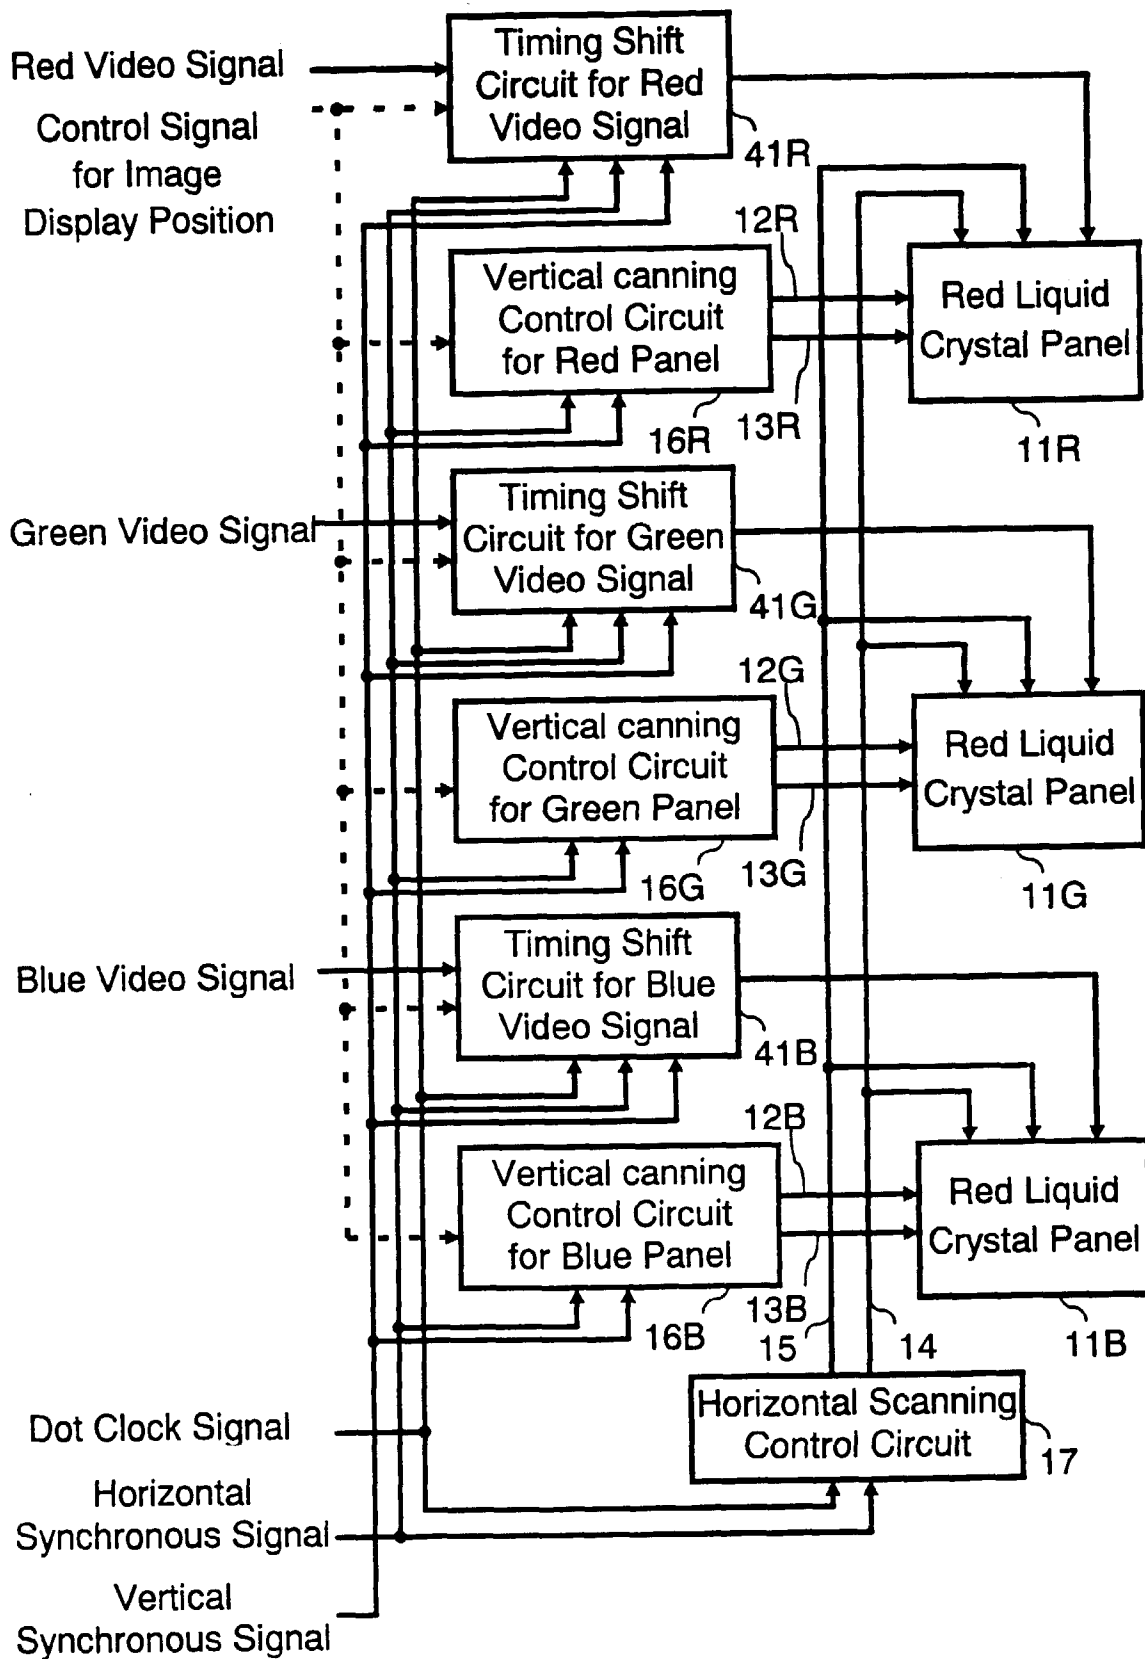 Red Video Signal
Control Signal
for Image
Display Position
Timing Shift
Circuit for Red
Video Signal
41R
12R
Vertical canning
Control Circuit
for Red Panel
16R
13R
Red Liquid
Crystal Panel
11R
Green Video Signal
Timing Shift
Circuit for Green
Video Signal
41G
12G
Vertical canning
Control Circuit
for Green Panel
16G
13G
Red Liquid
Crystal Panel
11G
Blue Video Signal
Timing Shift
Circuit for Blue
Video Signal
41B
12B
Vertical canning
Control Circuit
for Blue Panel
16B
13B
Red Liquid
Crystal Panel
11B
15
14
Horizontal Scanning
Control Circuit
17
Dot Clock Signal
Horizontal
Synchronous Signal
Vertical
Synchronous Signal